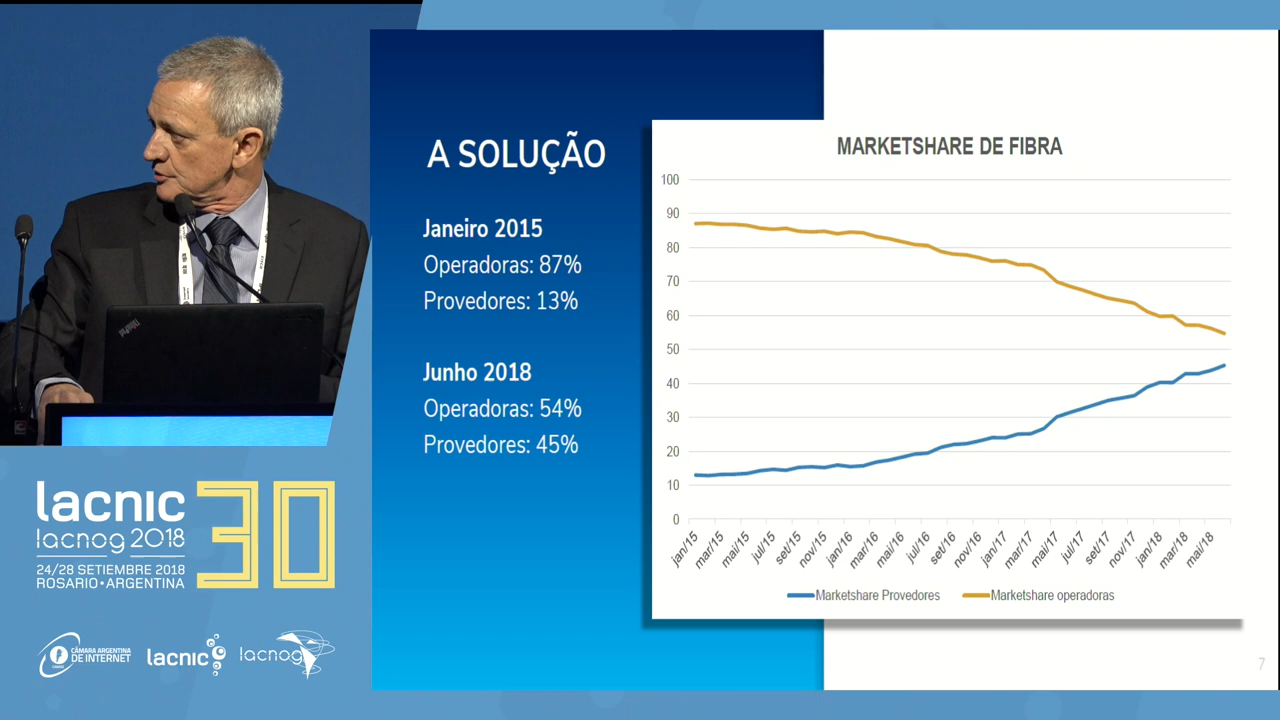 A SOLUÇÃO
Janeiro 2015
Operadoras: 87%
Provedores: 13%
Junho 2018
Operadoras: 54%
Provedores: 45%
MARKETSHARE DE FIBRA
100
90
80
70
60
50
40
30
20
10
0
jan/15
mar/15
mai/15
jul/15
set/15
nov/15
jan/16
mar/16
mai/16
jul/16
set/16
nov/16
jan/17
mar/17
mai/17
jul/17
set/17
nov/17
jan/18
mar/18
mai/18
Marketshare Provedores
Marketshare operadoras
7
lacnic 30
lacnog 2018
24/28 SETIEMBRE 2018
ROSARIO•ARGENTINA
CÁMARA ARGENTINA
DE INTERNET
lacnic
lacnog